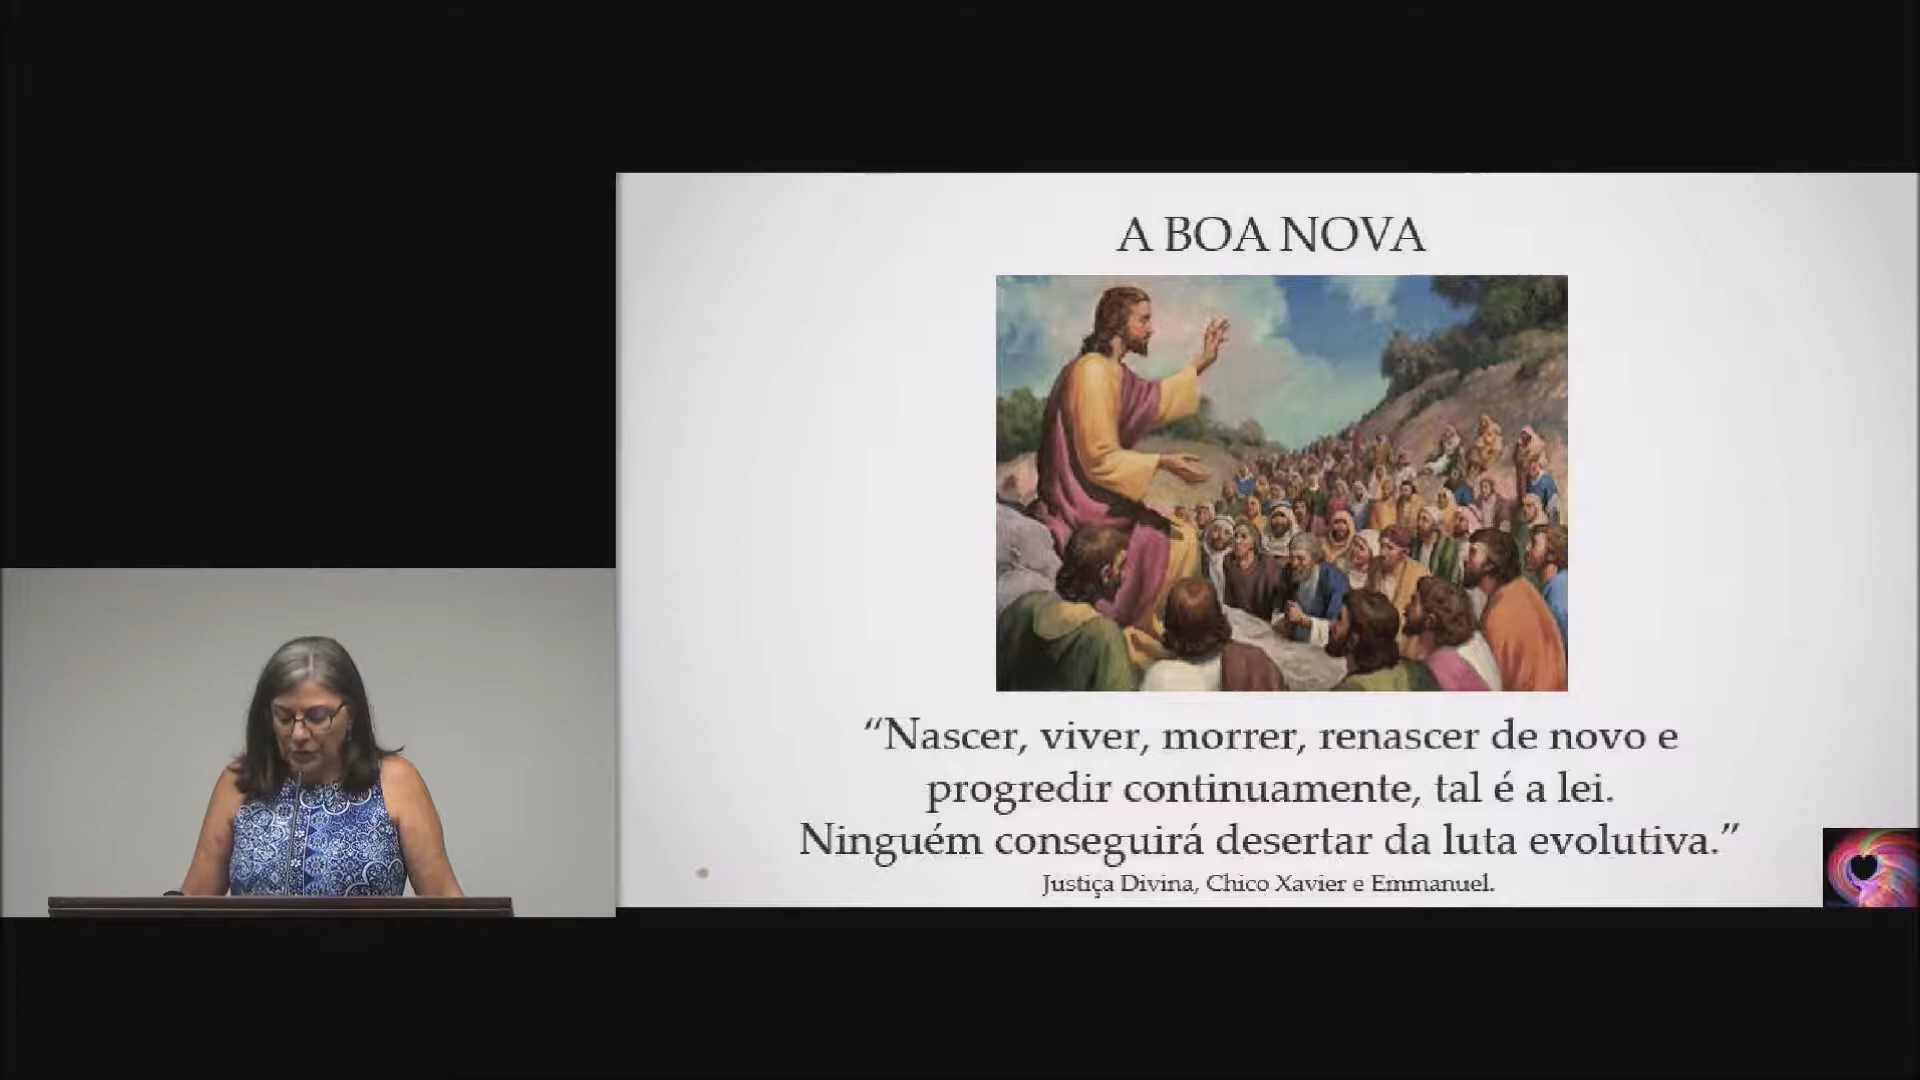 A BOA NOVA
“Nascer, viver, morrer, renascer de novo e
progredir continuamente, tal é a lei.
Ninguém conseguirá desertar da luta evolutiva.”
Justiça Divina, Chico Xavier e Emmanuel.